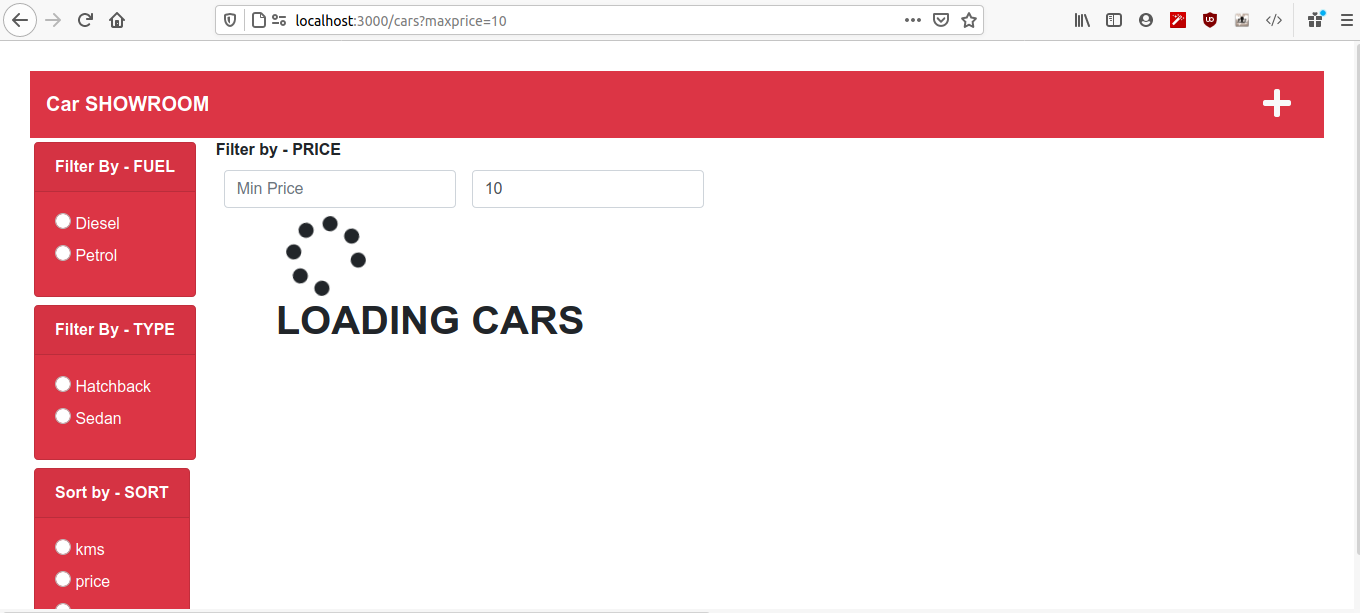 localhost:3000/cars?maxprice=10
Car SHOWROOM
Filter By - FUEL
Diesel
Petrol
Filter By - TYPE
Hatchback
Sedan
Sort by - SORT
kms
price
Filter by - PRICE
Min Price
10
LOADING CARS